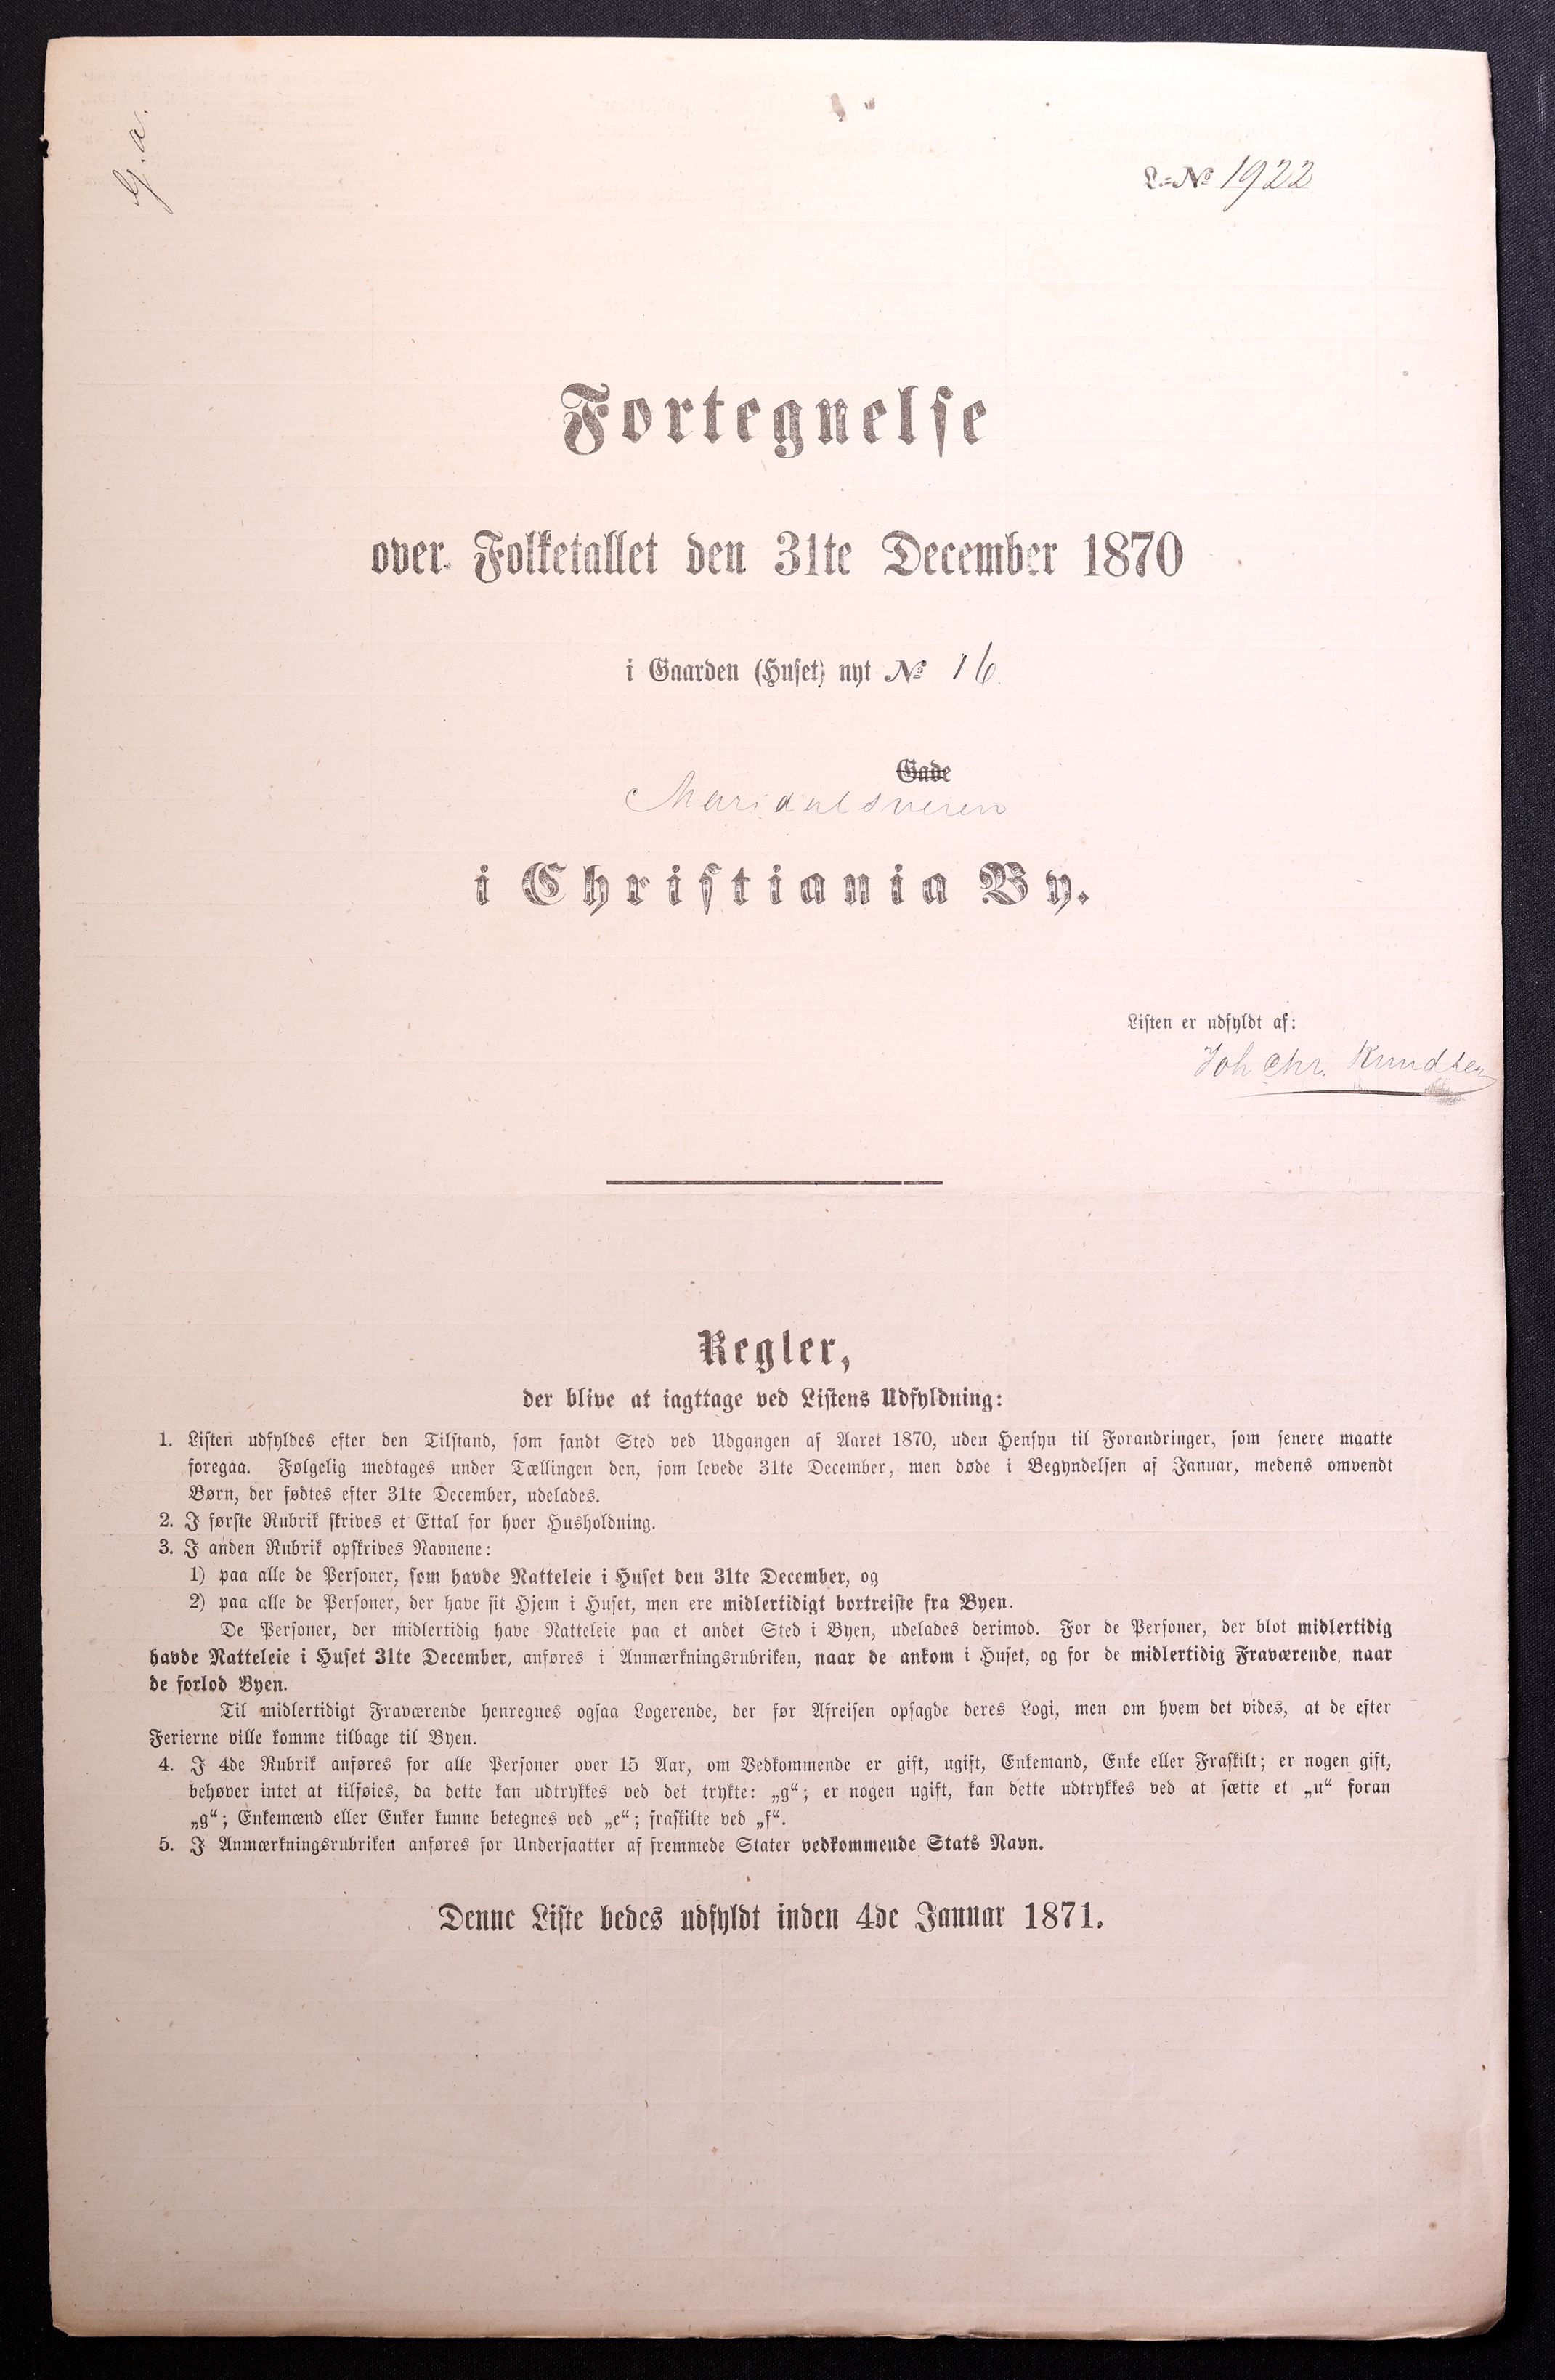 G. a.
L.=No 1922
Fortegnelse
over Folketallet den 31te December 1870
i Gaarden (Huset) nyt No 16
Gade
Maridalsveien
i Christiania By.
Listen er udfyldt af:
Joh Chr. Knudsen
Regler,
der blive at iagttage ved Listens Udfyldning:
1. Listen udfyldes efter den Tilstand, som fandt Sted ved Udgangen af Aaret 1870, uden Hensyn til Forandringer, som senere maatte
foregaa. Følgelig medtages under Tællingen den, som levede 31te December, men døde i Begyndelsen af Januar, medens omvendt
Børn, der fødtes efter 31te December, udelades.
2. I første Rubrik skrives et Ettal for hver Husholdning.
3. I anden Rubrik opskrives Navnene:
1) paa alle de Personer, som havde Natteleie i Huset den 31te December, og
2) paa alle de Personer, der have sit Hjem i Huset, men ere midlertidigt bortreiste fra Byen.
De Personer, der midlertidig have Natteleie paa et andet Sted i Byen, udelades derimod. For de Personer, der blot midlertidig
havde Natteleie i Huset 31te December, anføres i Anmærkningsrubriken, naar de ankom i Huset, og for de midlertidig Fraværende, naar
de forlod Byen.
Til midlertidigt Fraværende henregnes ogsaa Logerende, der før Afreisen opsagde deres Logi, men om hvem det vides, at de efter
Ferierne ville komme tilbage til Byen.
4. I 4de Rubrik anføres for alle Personer over 15 Aar, om Vedkommende er gift, ugift, Enkemand, Enke eller Fraskilt; er nogen gift,
behøver intet at tilføies, da dette kan udtrykkes ved det trykte: „g“; er nogen ugift, kan dette udtrykkes ved at sætte et „u“ foran
„g“; Enkemænd eller Enker kunne betegnes ved „e“; fraskilte ved „f“.
5. I Anmærkningsrubriken anføres for Undersaatter af fremmede Stater vedkommende Stats Navn.
Denne Liste bedes udfyldt inden 4de Januar 1871.